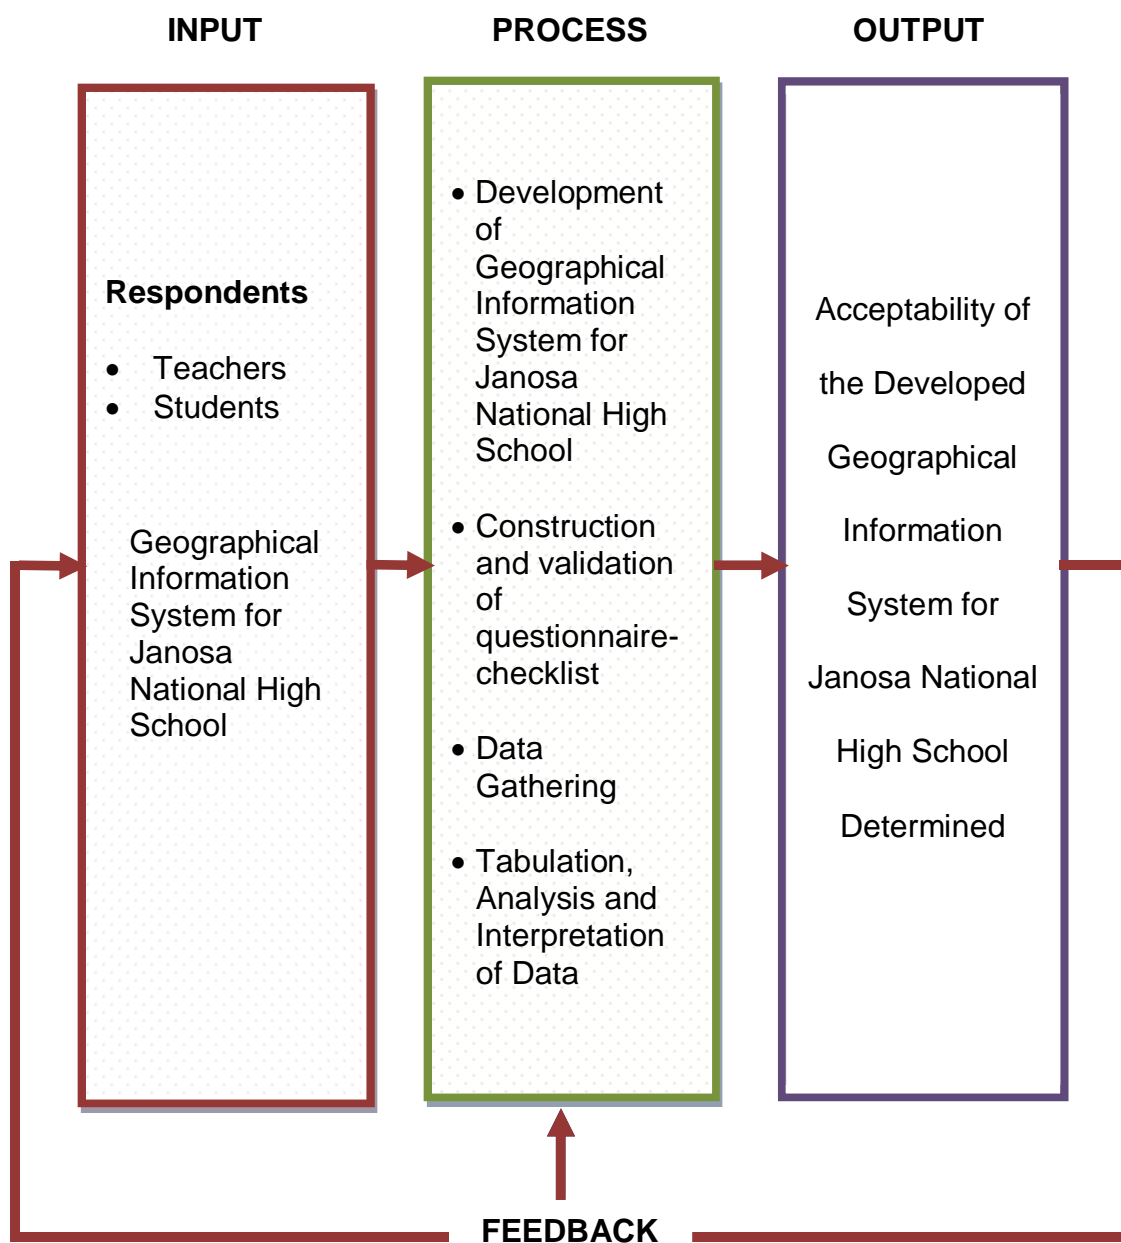 INPUT
PROCESS
OUTPUT
Respondents
• Teachers
• Students
Geographical
Information
System for
Janosa
National High
School
• Development
of
Geographical
Information
System for
Janosa
National High
School
• Construction
and validation
of
questionnaire-
checklist
• Data
Gathering
• Tabulation,
Analysis and
Interpretation
of Data
Acceptability of
the Developed
Geographical
Information
System for
Janosa National
High School
Determined
FEEDBACK